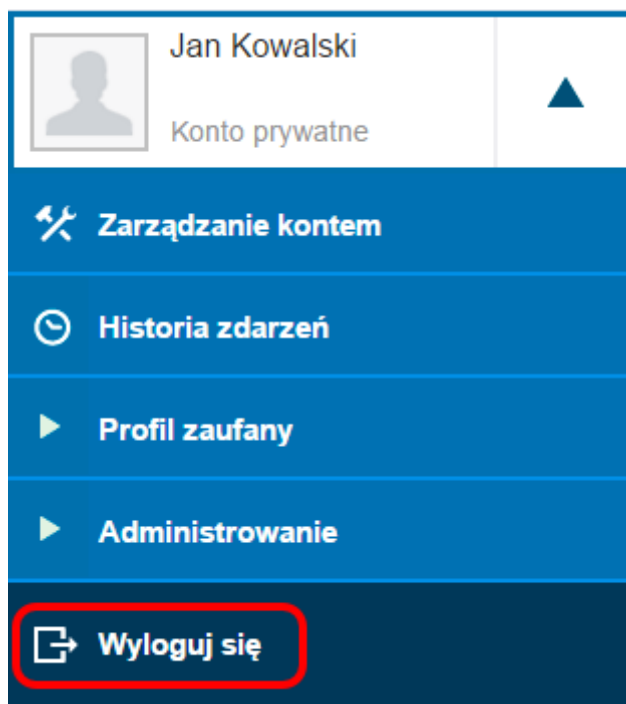 Jan Kowalski
Konto prywatne
Zarządzanie kontem
Historia zdarzeń
Profil zaufany
Administrowanie
Wyloguj się